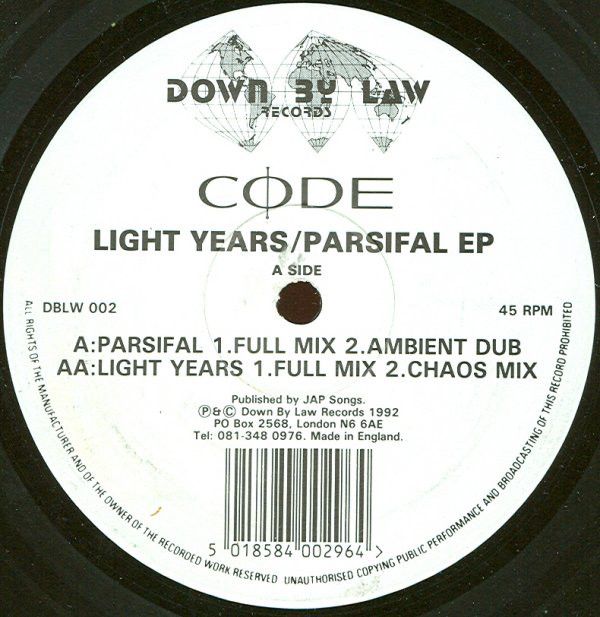 DOWN BY LAW
RECORDS
CODE
LIGHT YEARS/PARSIFAL EP
A SIDE
DBLW 002
45 RPM
A:PARSIFAL 1.FULL MIX 2.AMBIENT DUB
AA:LIGHT YEARS 1.FULL MIX 2.CHAOS MIX
Published by JAP Songs.
℗&© Down By Law Records 1992
PO Box 2568, London N6 6AE
Tel: 081-348 0976. Made in England.
5 018584 002964 >
ALL RIGHTS OF THE MANUFACTURER AND OF THE OWNER OF THE RECORDED WORK RESERVED UNAUTHORISED COPYING PUBLIC PERFORMANCE AND BROADCASTING OF THIS RECORD PROHIBITED